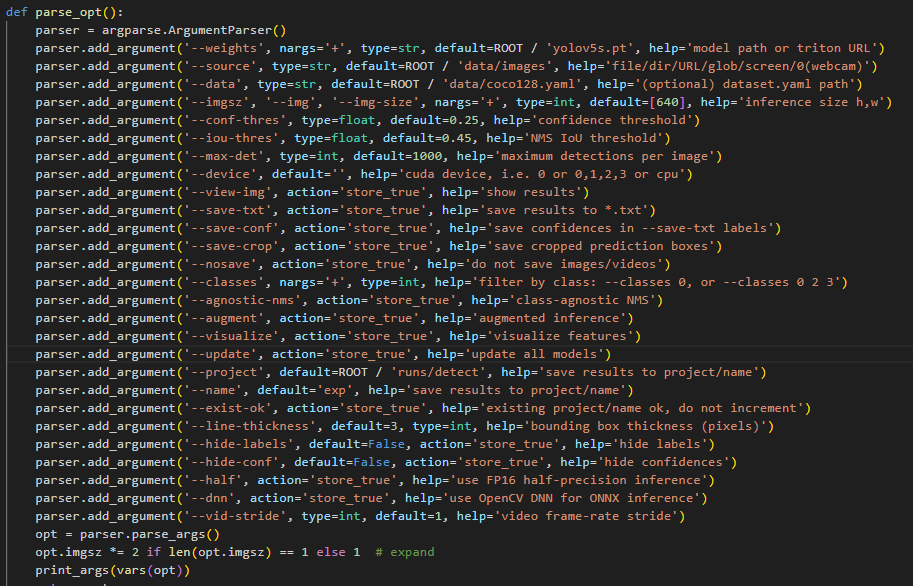 def parse_opt():
    parser = argparse.ArgumentParser()
    parser.add_argument('--weights', nargs='+', type=str, default=ROOT / 'yolov5s.pt', help='model path or triton URL')
    parser.add_argument('--source', type=str, default=ROOT / 'data/images', help='file/dir/URL/glob/screen/0(webcam)')
    parser.add_argument('--data', type=str, default=ROOT / 'data/coco128.yaml', help='(optional) dataset.yaml path')
    parser.add_argument('--imgsz', '--img', '--img-size', nargs='+', type=int, default=[640], help='inference size h,w')
    parser.add_argument('--conf-thres', type=float, default=0.25, help='confidence threshold')
    parser.add_argument('--iou-thres', type=float, default=0.45, help='NMS IoU threshold')
    parser.add_argument('--max-det', type=int, default=1000, help='maximum detections per image')
    parser.add_argument('--device', default='', help='cuda device, i.e. 0 or 0,1,2,3 or cpu')
    parser.add_argument('--view-img', action='store_true', help='show results')
    parser.add_argument('--save-txt', action='store_true', help='save results to *.txt')
    parser.add_argument('--save-conf', action='store_true', help='save confidences in --save-txt labels')
    parser.add_argument('--save-crop', action='store_true', help='save cropped prediction boxes')
    parser.add_argument('--nosave', action='store_true', help='do not save images/videos')
    parser.add_argument('--classes', nargs='+', type=int, help='filter by class: --classes 0, or --classes 0 2 3')
    parser.add_argument('--agnostic-nms', action='store_true', help='class-agnostic NMS')
    parser.add_argument('--augment', action='store_true', help='augmented inference')
    parser.add_argument('--visualize', action='store_true', help='visualize features')
    parser.add_argument('--update', action='store_true', help='update all models')
    parser.add_argument('--project', default=ROOT / 'runs/detect', help='save results to project/name')
    parser.add_argument('--name', default='exp', help='save results to project/name')
    parser.add_argument('--exist-ok', action='store_true', help='existing project/name ok, do not increment')
    parser.add_argument('--line-thickness', default=3, type=int, help='bounding box thickness (pixels)')
    parser.add_argument('--hide-labels', default=False, action='store_true', help='hide labels')
    parser.add_argument('--hide-conf', default=False, action='store_true', help='hide confidences')
    parser.add_argument('--half', action='store_true', help='use FP16 half-precision inference')
    parser.add_argument('--dnn', action='store_true', help='use OpenCV DNN for ONNX inference')
    parser.add_argument('--vid-stride', type=int, default=1, help='video frame-rate stride')
    opt = parser.parse_args()
    opt.imgsz *= 2 if len(opt.imgsz) == 1 else 1  # expand
    print_args(vars(opt))